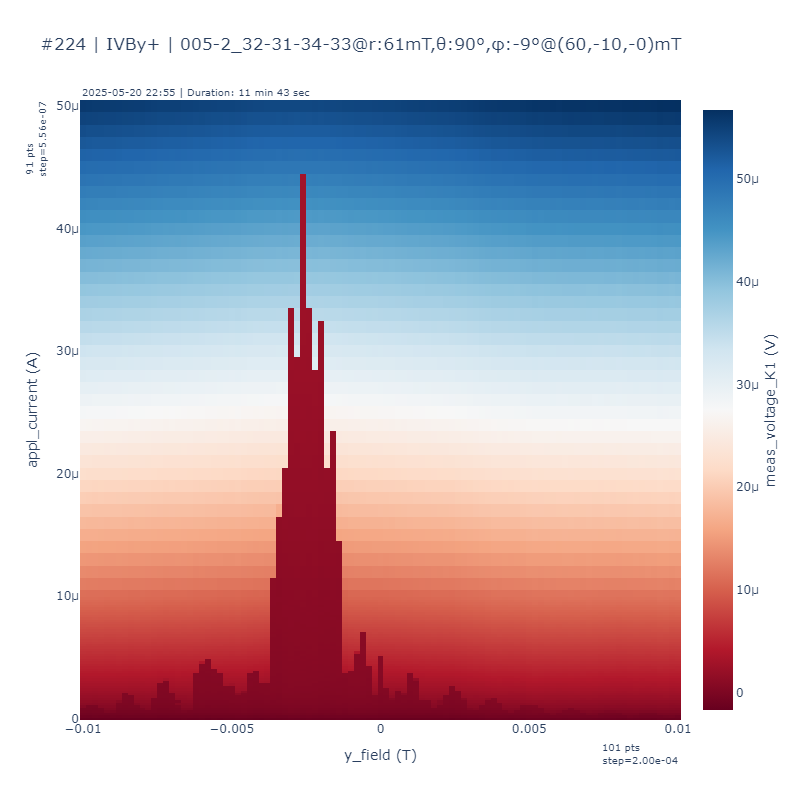 #224 | IVBy+ | 005-2_32-31-34-33@r:61mT,θ:90°,φ:-9°@(60,-10,-0)mT
2025-05-20 22:55 | Duration: 11 min 43 sec
91 pts
step=5.56e-07
50μ
40μ
30μ
20μ
10μ
0
appl_current (A)
−0.01
−0.005
0
0.005
0.01
y_field (T)
101 pts
step=2.00e-04
50μ
40μ
30μ
20μ
10μ
0
meas_voltage_K1 (V)